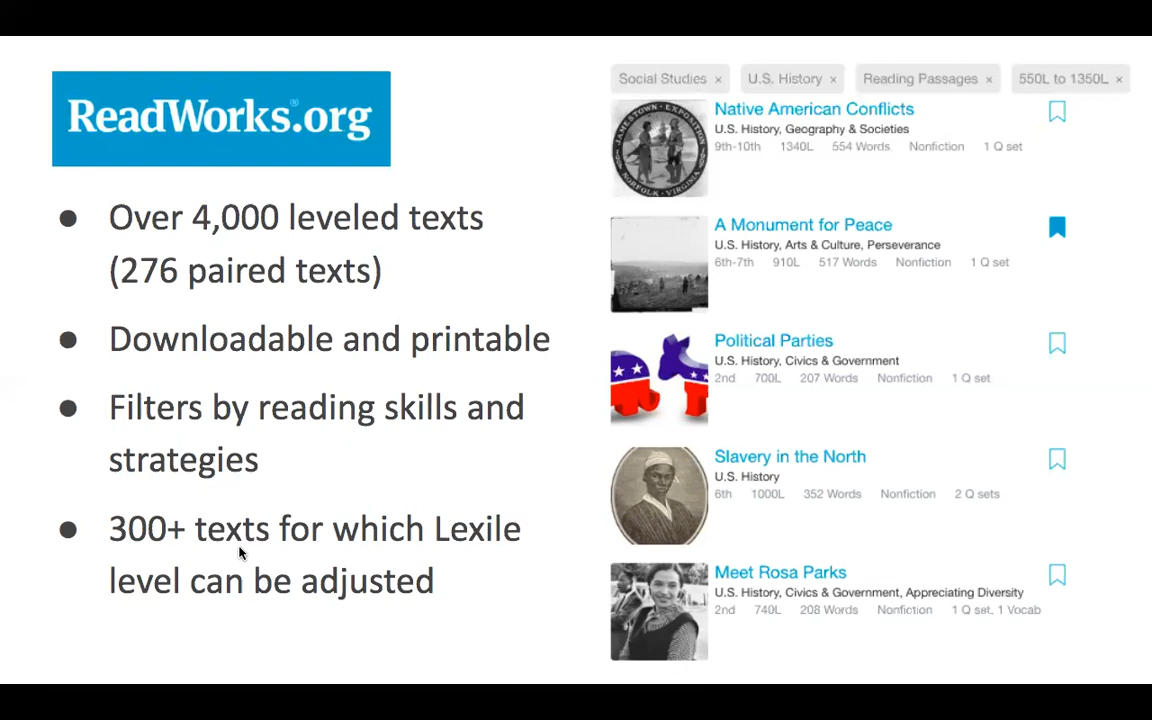 ReadWorks.org
● Over 4,000 leveled texts
(276 paired texts)
● Downloadable and printable
● Filters by reading skills and
strategies
● 300+ texts for which Lexile
level can be adjusted
Social Studies × U.S. History × Reading Passages × 550L to 1350L ×
JAMESTOWN · EXPOSITION
NORFOLK · VIRGINIA
Native American Conflicts
U.S. History, Geography & Societies
9th-10th 1340L 554 Words Nonfiction 1 Q set
A Monument for Peace
U.S. History, Arts & Culture, Perseverance
6th-7th 910L 517 Words Nonfiction 1 Q set
Political Parties
U.S. History, Civics & Government
2nd 700L 207 Words Nonfiction 1 Q set
Slavery in the North
U.S. History
6th 1000L 352 Words Nonfiction 2 Q sets
Meet Rosa Parks
U.S. History, Civics & Government, Appreciating Diversity
2nd 740L 208 Words Nonfiction 1 Q set, 1 Vocab